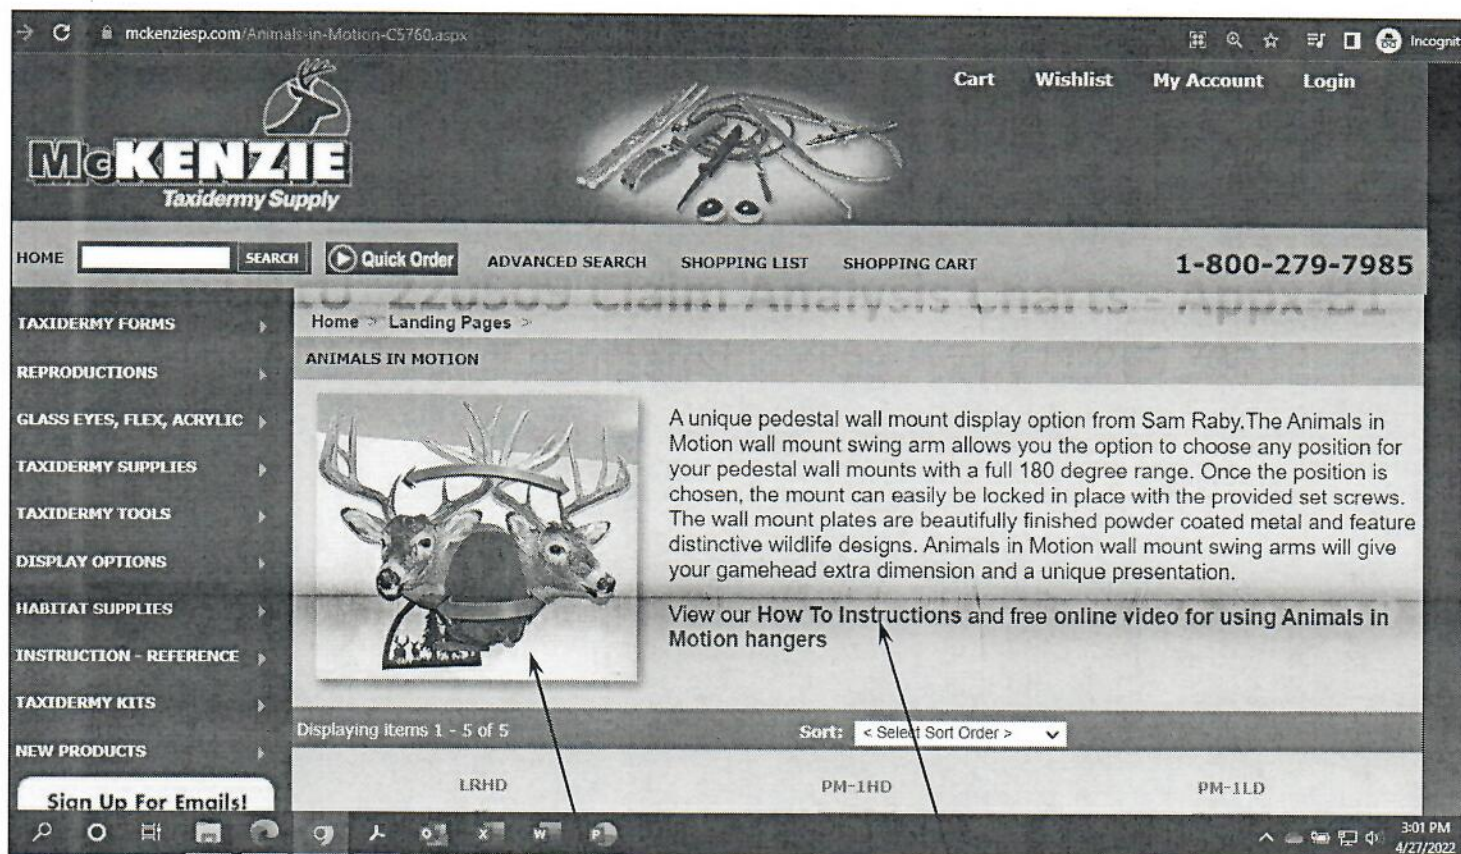 mckenziesp.com/Animals-in-Motion-C5760.aspx
Incognit
Cart Wishlist My Account Login
McKENZIE
Taxidermy Supply
HOME SEARCH Quick Order ADVANCED SEARCH SHOPPING LIST SHOPPING CART 1-800-279-7985
Claim Analysis Charts
Home > Landing Pages >
ANIMALS IN MOTION
TAXIDERMY FORMS
REPRODUCTIONS
GLASS EYES, FLEX, ACRYLIC
TAXIDERMY SUPPLIES
TAXIDERMY TOOLS
DISPLAY OPTIONS
HABITAT SUPPLIES
INSTRUCTION - REFERENCE
TAXIDERMY KITS
NEW PRODUCTS
Sign Up For Emails!
A unique pedestal wall mount display option from Sam Raby.The Animals in
Motion wall mount swing arm allows you the option to choose any position for
your pedestal wall mounts with a full 180 degree range. Once the position is
chosen, the mount can easily be locked in place with the provided set screws.
The wall mount plates are beautifully finished powder coated metal and feature
distinctive wildlife designs. Animals in Motion wall mount swing arms will give
your gamehead extra dimension and a unique presentation.
View our How To Instructions and free online video for using Animals in
Motion hangers
Displaying items 1 - 5 of 5 Sort: < Select Sort Order >
LRHD PM-1HD PM-1LD
3:01 PM
4/27/2022